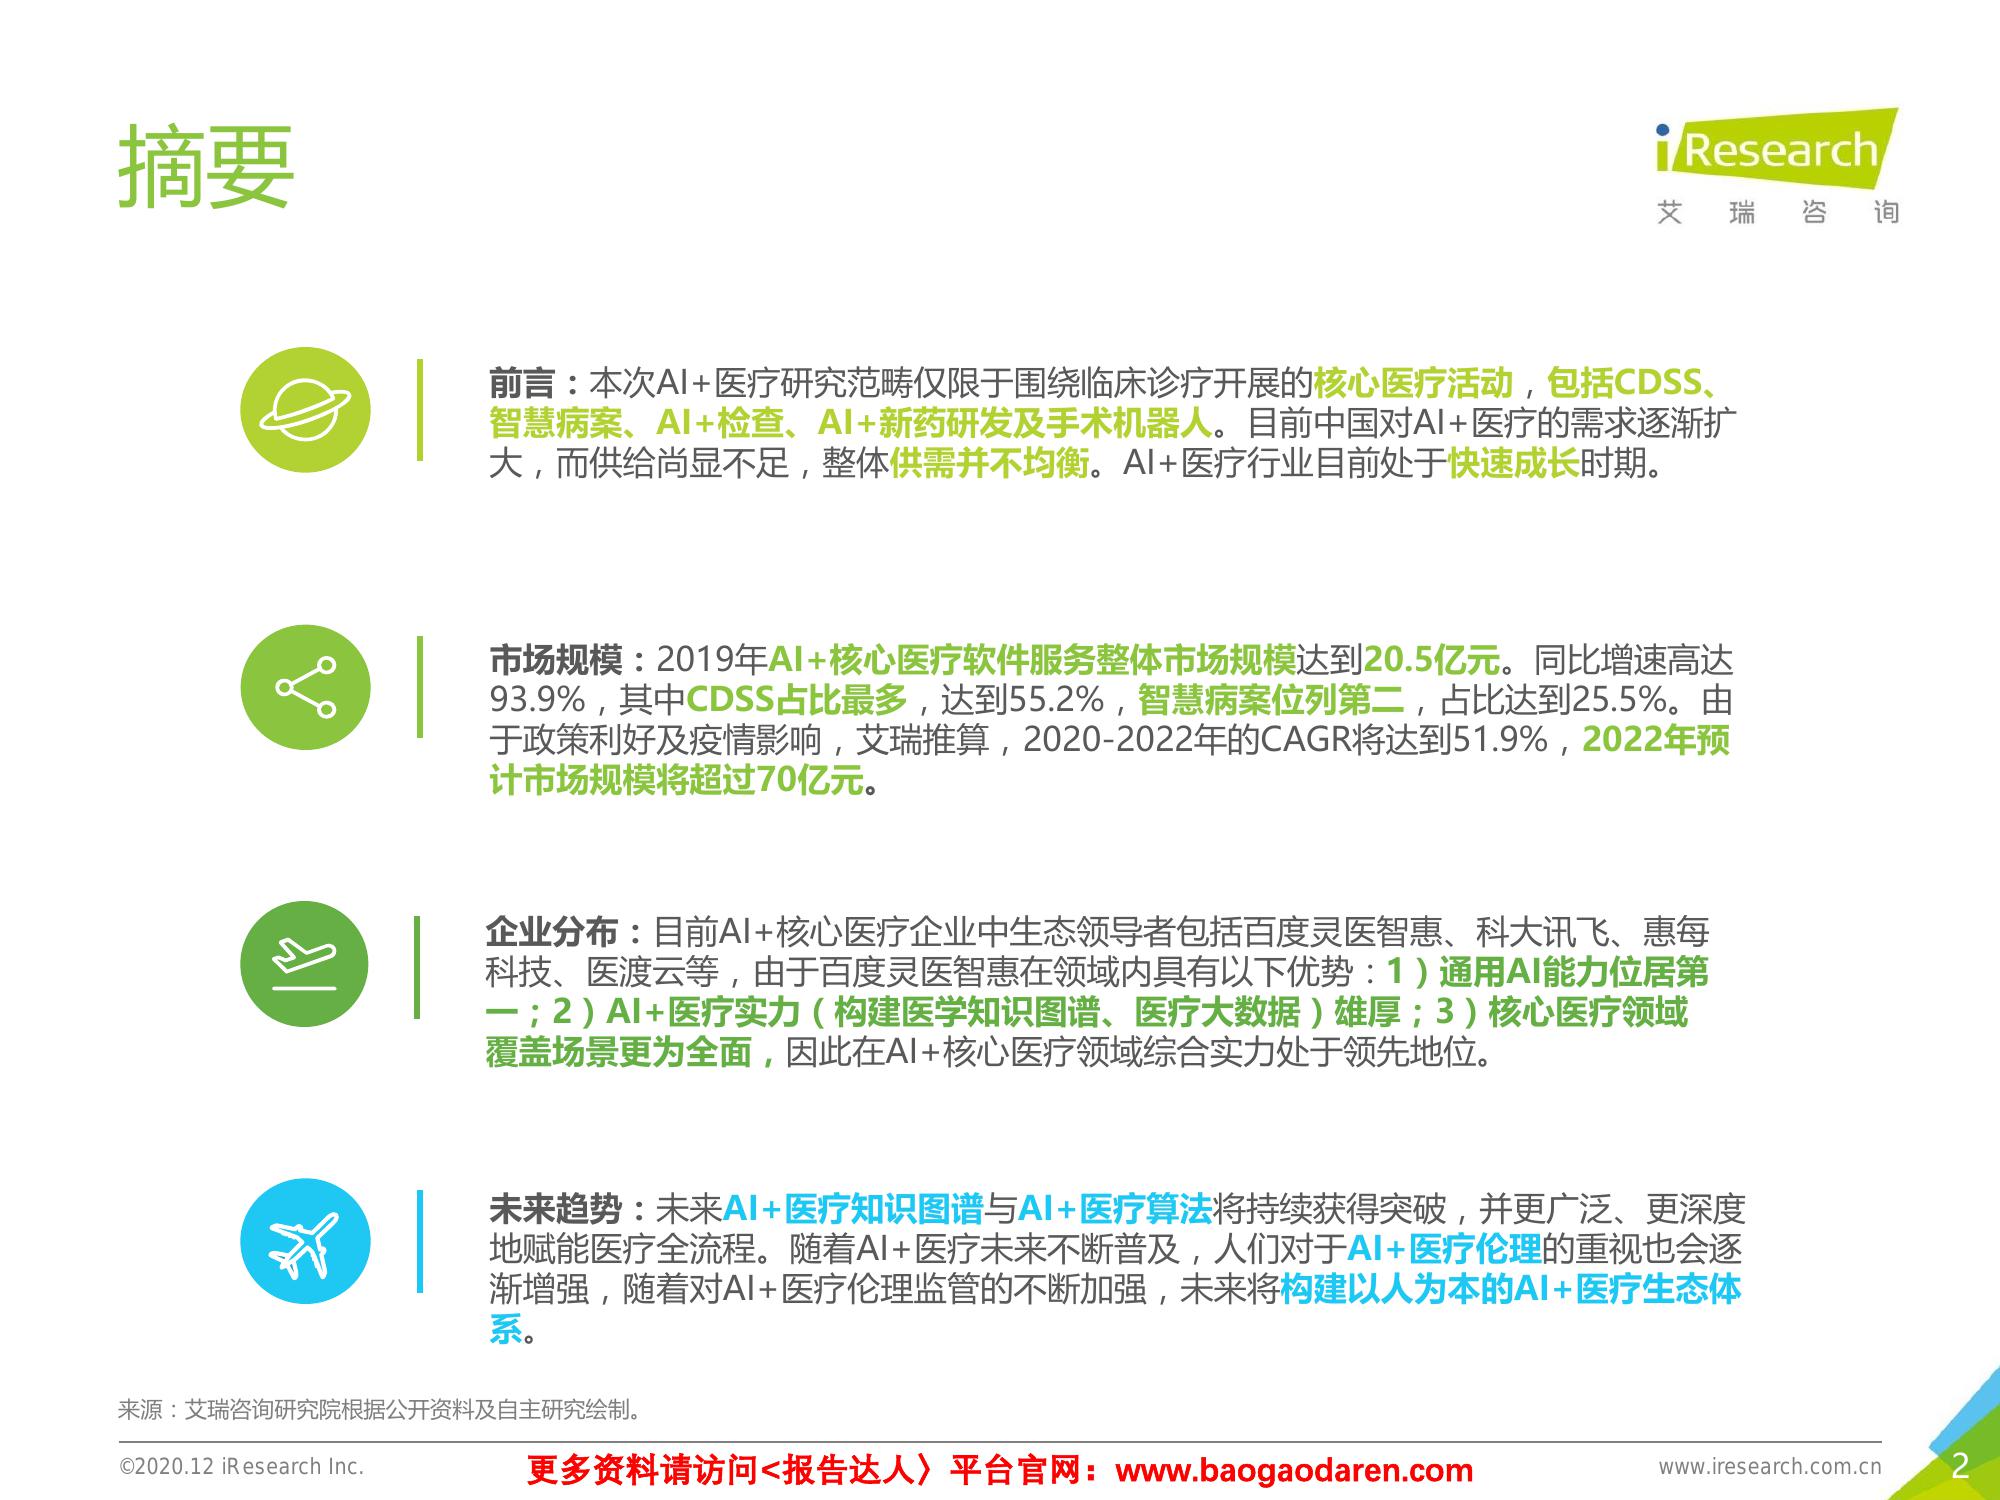 摘要
iResearch
艾瑞咨询
前言：本次AI+医疗研究范畴仅限于围绕临床诊疗开展的核心医疗活动，包括CDSS、
智慧病案、AI+检查、AI+新药研发及手术机器人。目前中国对AI+医疗的需求逐渐扩
大，而供给尚显不足，整体供需并不均衡。AI+医疗行业目前处于快速成长时期。
市场规模：2019年AI+核心医疗软件服务整体市场规模达到20.5亿元。同比增速高达
93.9%，其中CDSS占比最多，达到55.2%，智慧病案位列第二，占比达到25.5%。由
于政策利好及疫情影响，艾瑞推算，2020-2022年的CAGR将达到51.9%，2022年预
计市场规模将超过70亿元。
企业分布：目前AI+核心医疗企业中生态领导者包括百度灵医智惠、科大讯飞、惠每
科技、医渡云等，由于百度灵医智惠在领域内具有以下优势：1）通用AI能力位居第
一；2）AI+医疗实力（构建医学知识图谱、医疗大数据）雄厚；3）核心医疗领域
覆盖场景更为全面，因此在AI+核心医疗领域综合实力处于领先地位。
未来趋势：未来AI+医疗知识图谱与AI+医疗算法将持续获得突破，并更广泛、更深度
地赋能医疗全流程。随着AI+医疗未来不断普及，人们对于AI+医疗伦理的重视也会逐
渐增强，随着对AI+医疗伦理监管的不断加强，未来将构建以人为本的AI+医疗生态体
系。
来源：艾瑞咨询研究院根据公开资料及自主研究绘制。
©2020.12 iResearch Inc.
更多资料请访问<报告达人〉平台官网：www.baogaodaren.com
www.iresearch.com.cn
2